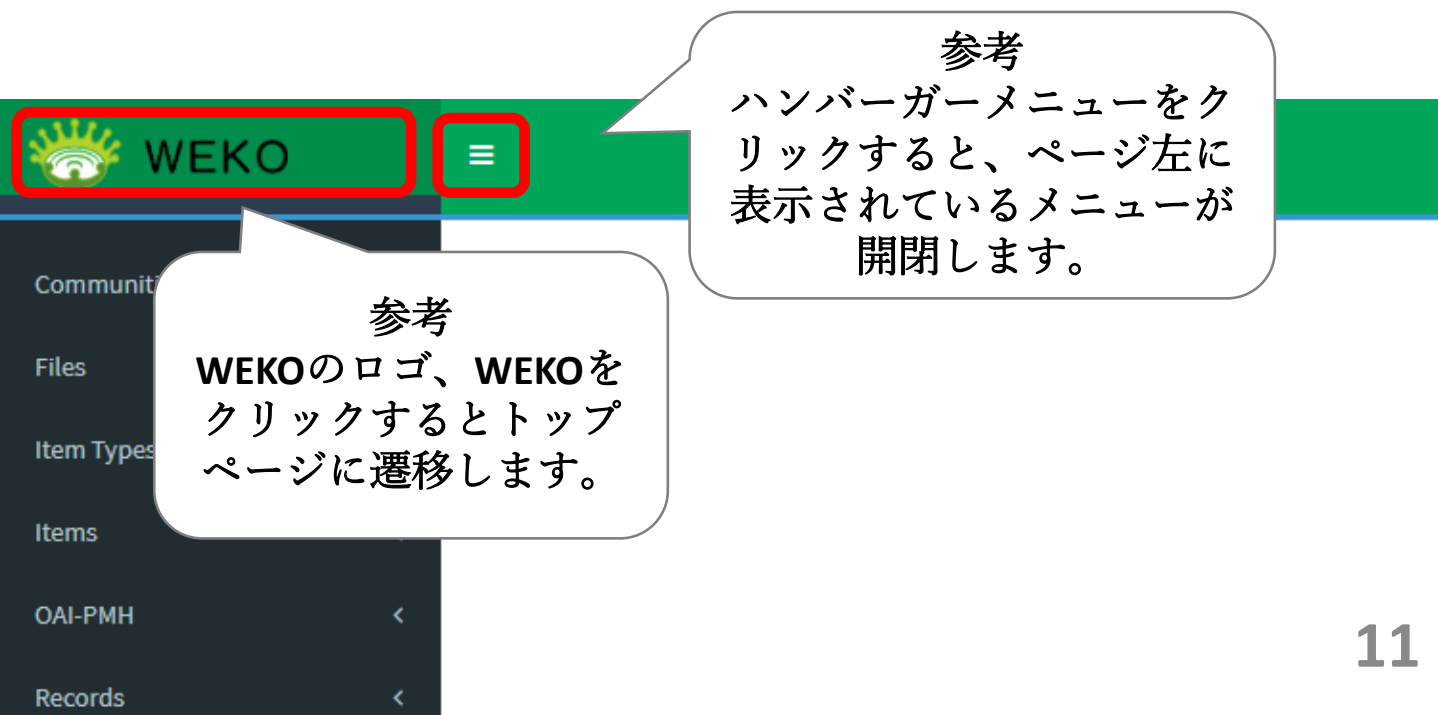 WEKO
≡
参考
ハンバーガーメニューをク
リックすると、ページ左に
表示されているメニューが
開閉します。
参考
WEKOのロゴ、WEKOを
クリックするとトップ
ページに遷移します。
Communiti
Files
Item Types
Items
OAI-PMH
Records
11